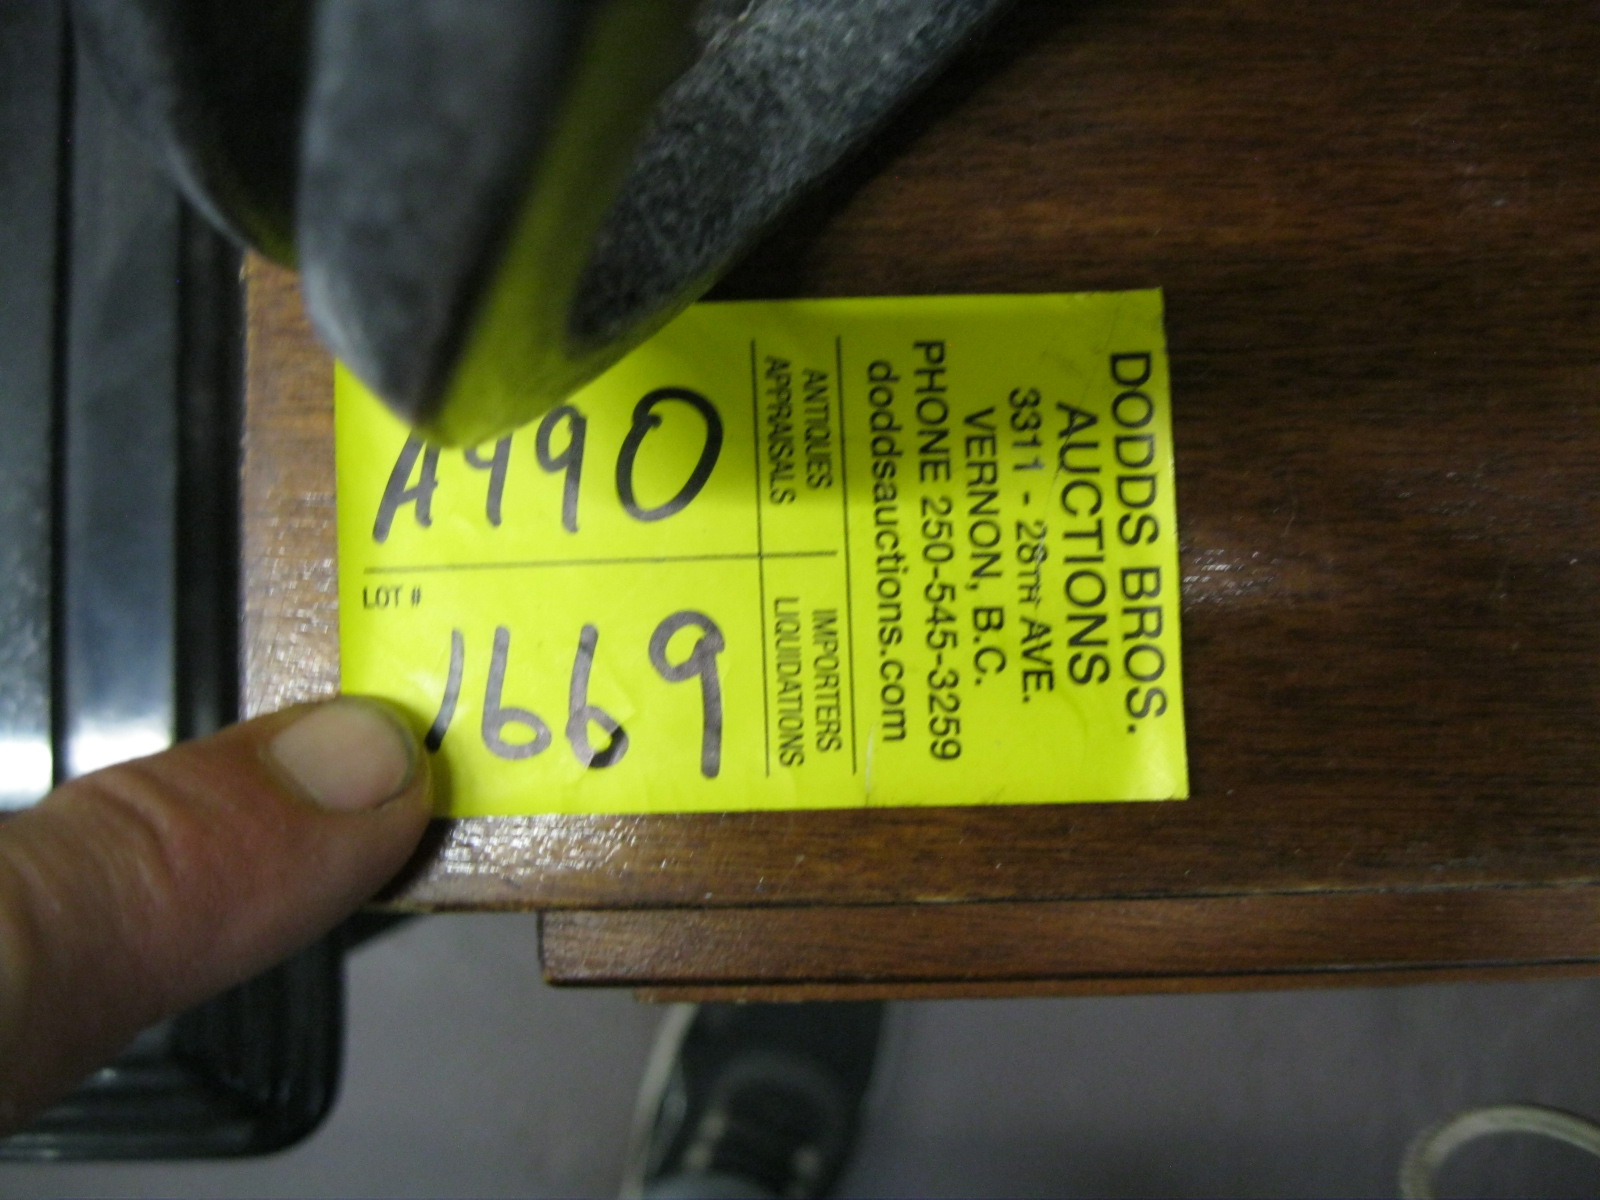 DODDS BROS.
AUCTIONS
3311 - 28TH AVE.
VERNON, B.C.
PHONE 250-545-3259
doddsauctions.com
ANTIQUES
APPRAISALS
IMPORTERS
LIQUIDATIONS
A990
LOT #
1669